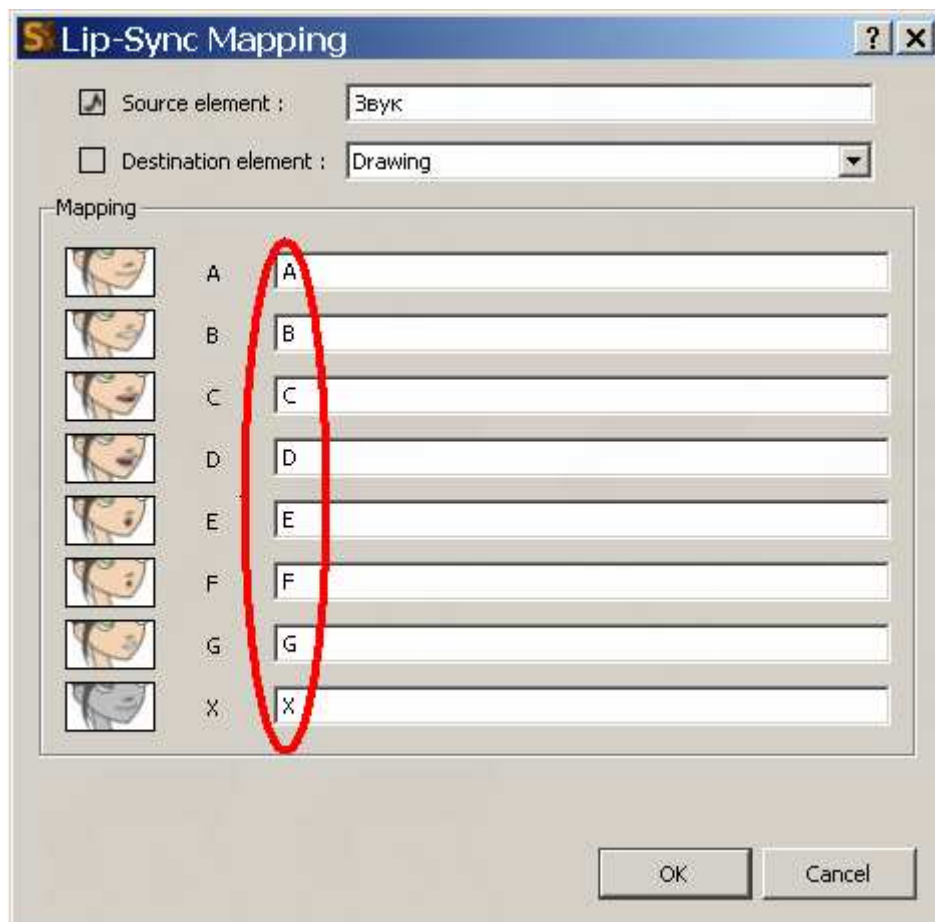 Lip-Sync Mapping
Source element : Звук
Destination element : Drawing
Mapping
A A
B B
C C
D D
E E
F F
G G
X X
OK Cancel